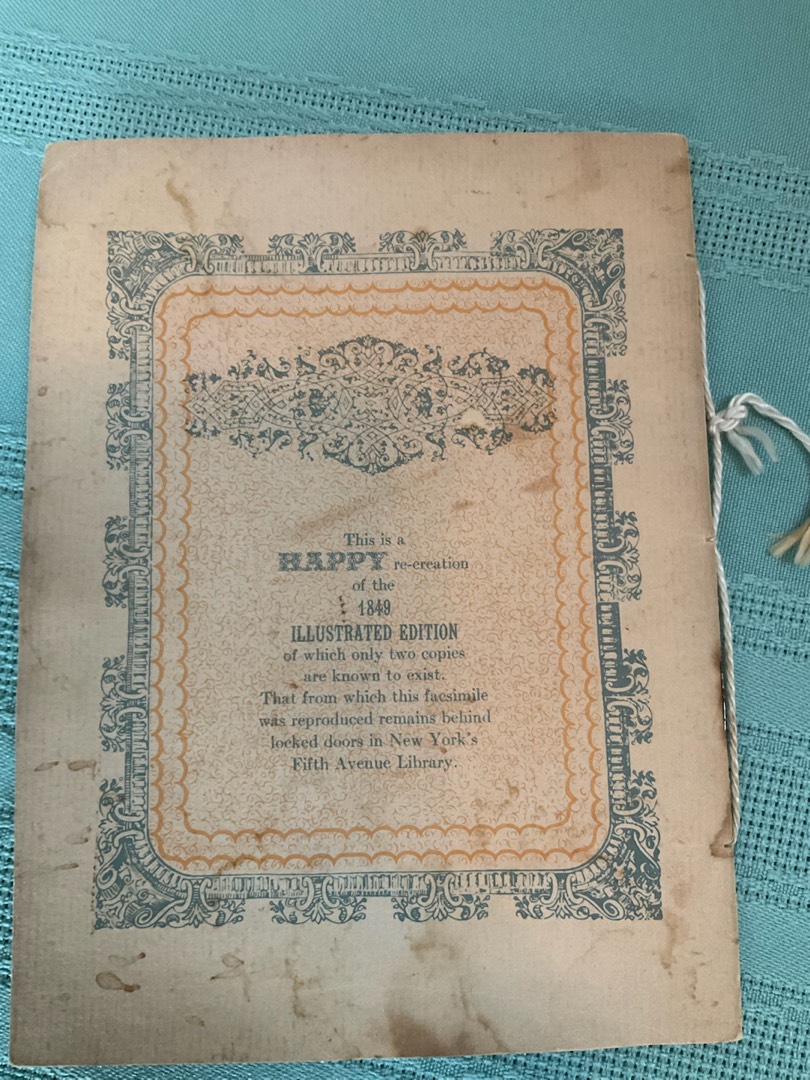 This is a
HAPPY re-creation
of the
1849
ILLUSTRATED EDITION
of which only two copies
are known to exist.
That from which this facsimile
was reproduced remains behind
locked doors in New York's
Fifth Avenue Library.